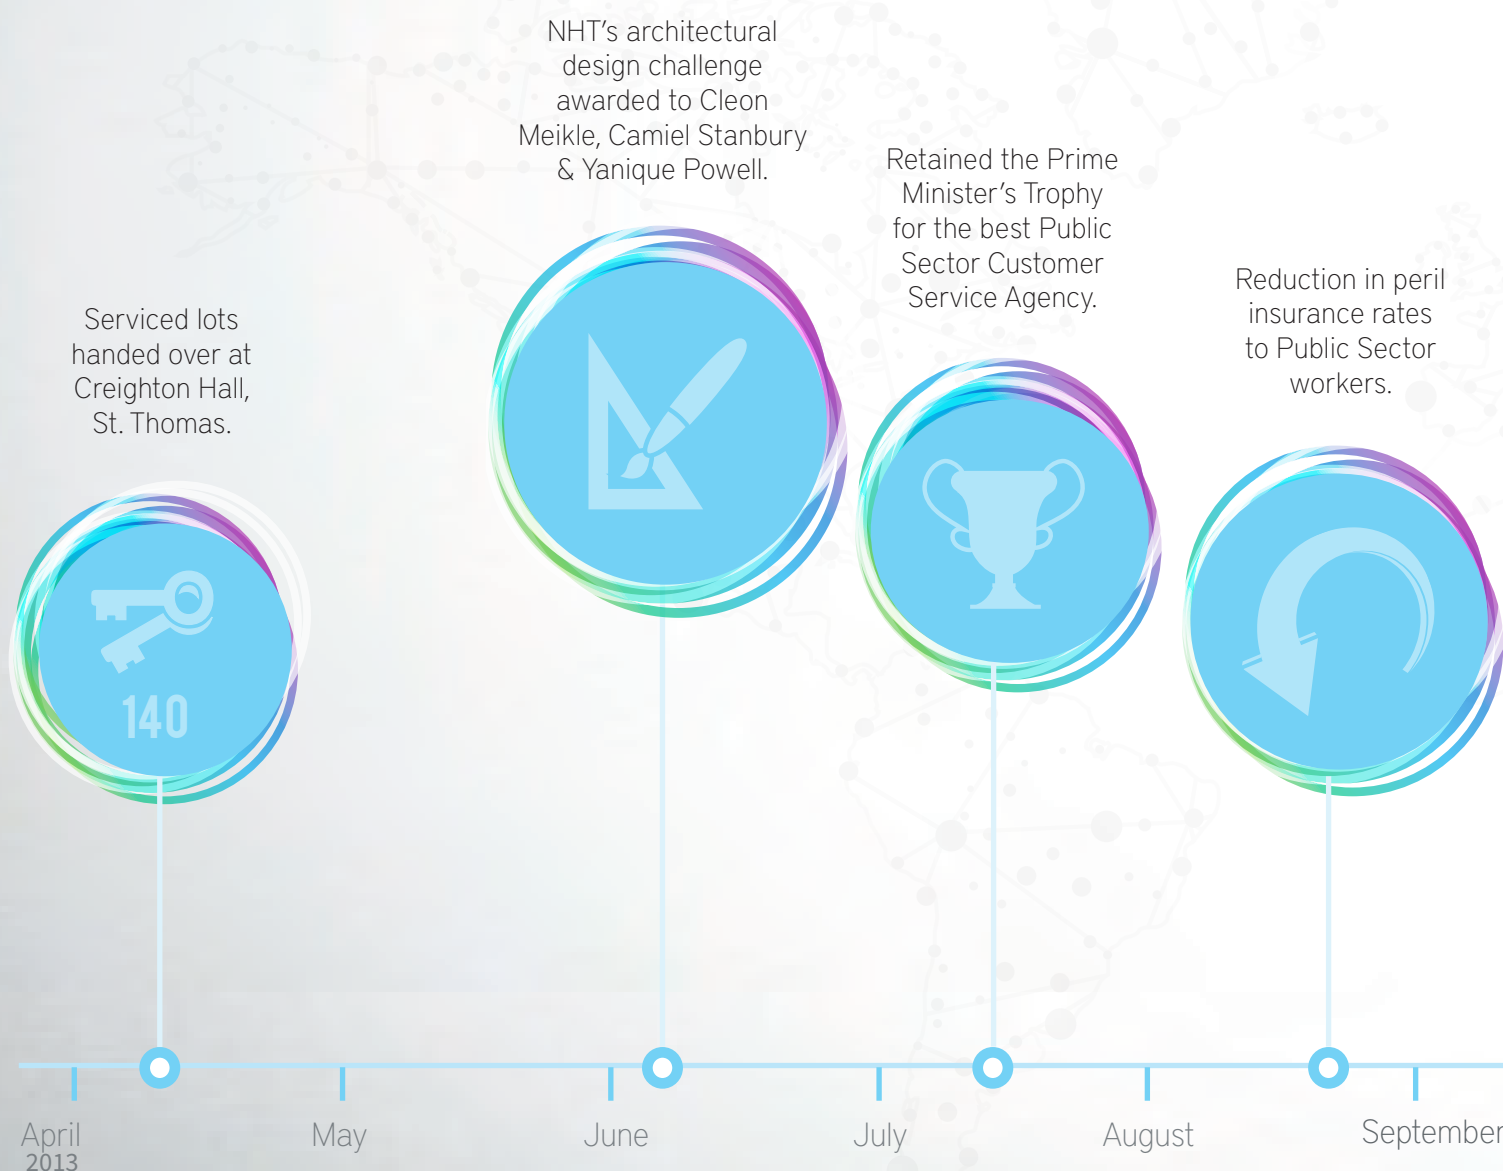 NHT’s architectural
design challenge
awarded to Cleon
Meikle, Camiel Stanbury
& Yanique Powell.
Retained the Prime
Minister’s Trophy
for the best Public
Sector Customer
Service Agency.
Reduction in peril
insurance rates
to Public Sector
workers.
Serviced lots
handed over at
Creighton Hall,
St. Thomas.
140
April
2013
May
June
July
August
September